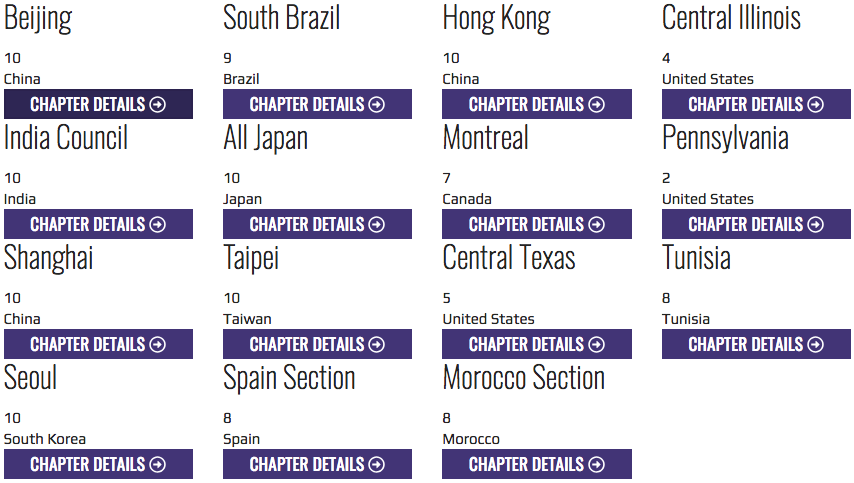 Beijing
10
China
CHAPTER DETAILS
South Brazil
9
Brazil
CHAPTER DETAILS
Hong Kong
10
China
CHAPTER DETAILS
Central Illinois
4
United States
CHAPTER DETAILS
India Council
10
India
CHAPTER DETAILS
All Japan
10
Japan
CHAPTER DETAILS
Montreal
7
Canada
CHAPTER DETAILS
Pennsylvania
2
United States
CHAPTER DETAILS
Shanghai
10
China
CHAPTER DETAILS
Taipei
10
Taiwan
CHAPTER DETAILS
Central Texas
5
United States
CHAPTER DETAILS
Tunisia
8
Tunisia
CHAPTER DETAILS
Seoul
10
South Korea
CHAPTER DETAILS
Spain Section
8
Spain
CHAPTER DETAILS
Morocco Section
8
Morocco
CHAPTER DETAILS